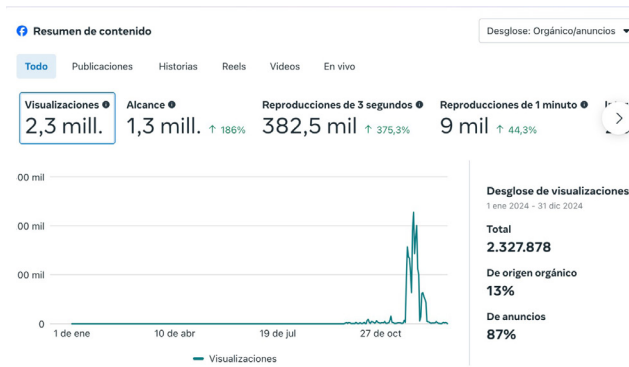 Resumen de contenido
Desglose: Orgánico/anuncios
Todo Publicaciones Historias Reels Videos En vivo
Visualizaciones Alcance Reproducciones de 3 segundos Reproducciones de 1 minuto
2,3 mill. 1,3 mill. ↑ 186% 382,5 mil ↑ 375,3% 9 mil ↑ 44,3%
00 mil
00 mil
00 mil
0
1 de ene 10 de abr 19 de jul 27 de oct
Visualizaciones
Desglose de visualizaciones
1 ene 2024 - 31 dic 2024
Total
2.327.878
De origen orgánico
13%
De anuncios
87%